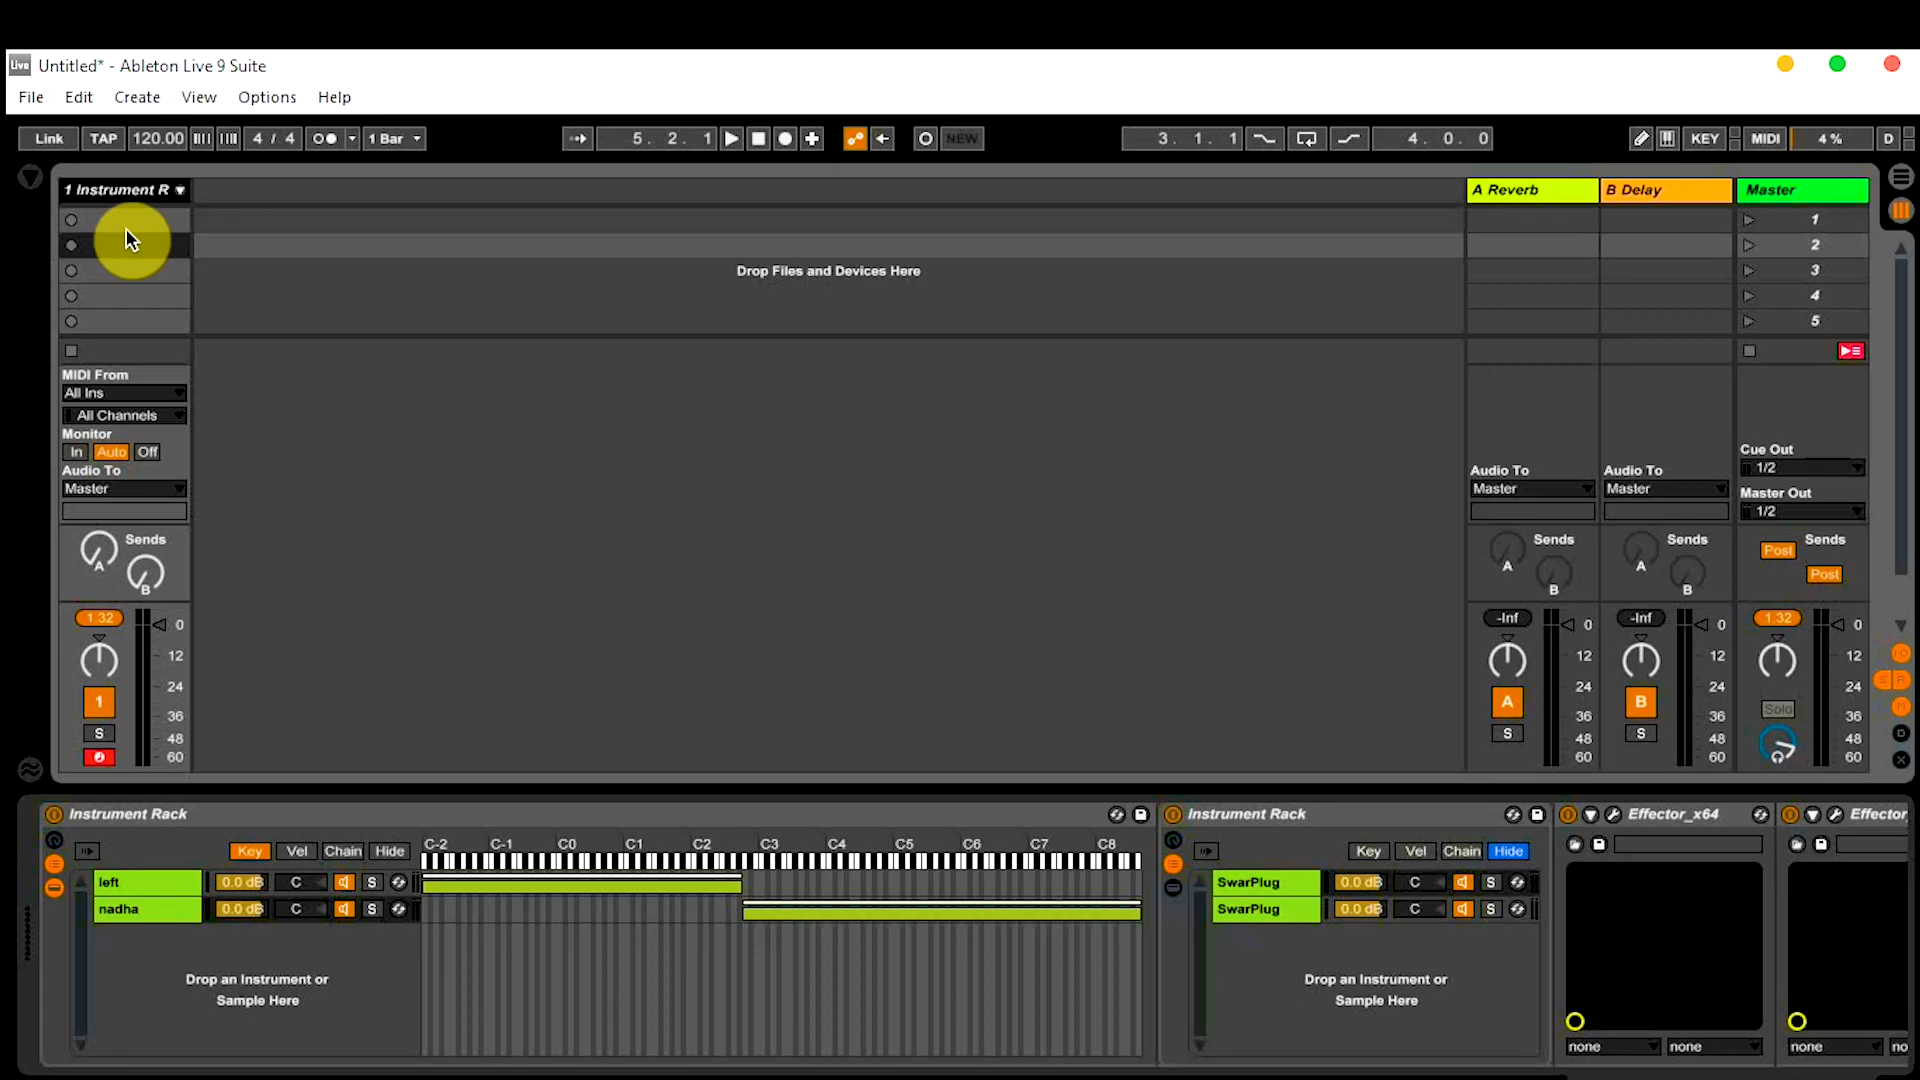 Live Untitled* - Ableton Live 9 Suite
File Edit Create View Options Help
Link TAP 120.00 4 / 4 1 Bar 5. 2. 1 NEW 3. 1. 1 4. 0. 0 KEY MIDI 4 % D
1 Instrument R A Reverb B Delay Master
1
2
Drop Files and Devices Here 3
4
5
MIDI From
All Ins
All Channels
Monitor
In Auto Off Cue Out
Audio To Audio To Audio To 1/2
Master Master Master Master Out
1/2
Sends Sends Sends Sends
A A A Post
B B B Post
1.32 0 -Inf 0 -Inf 0 1.32 0
12 12 12 12
24 24 24 24
1 A B Solo
36 36 36 36
S S S
48 48 48 48
60 60 60 60
Instrument Rack Instrument Rack Effector_x64 Effector
C-2 C-1 C0 C1 C2 C3 C4 C5 C6 C7 C8
Key Vel Chain Hide Key Vel Chain Hide
left 0.0 dB C S SwarPlug 0.0 dB C S
nadha 0.0 dB C S SwarPlug 0.0 dB C S
Drop an Instrument or Drop an Instrument or
Sample Here Sample Here
none none none no